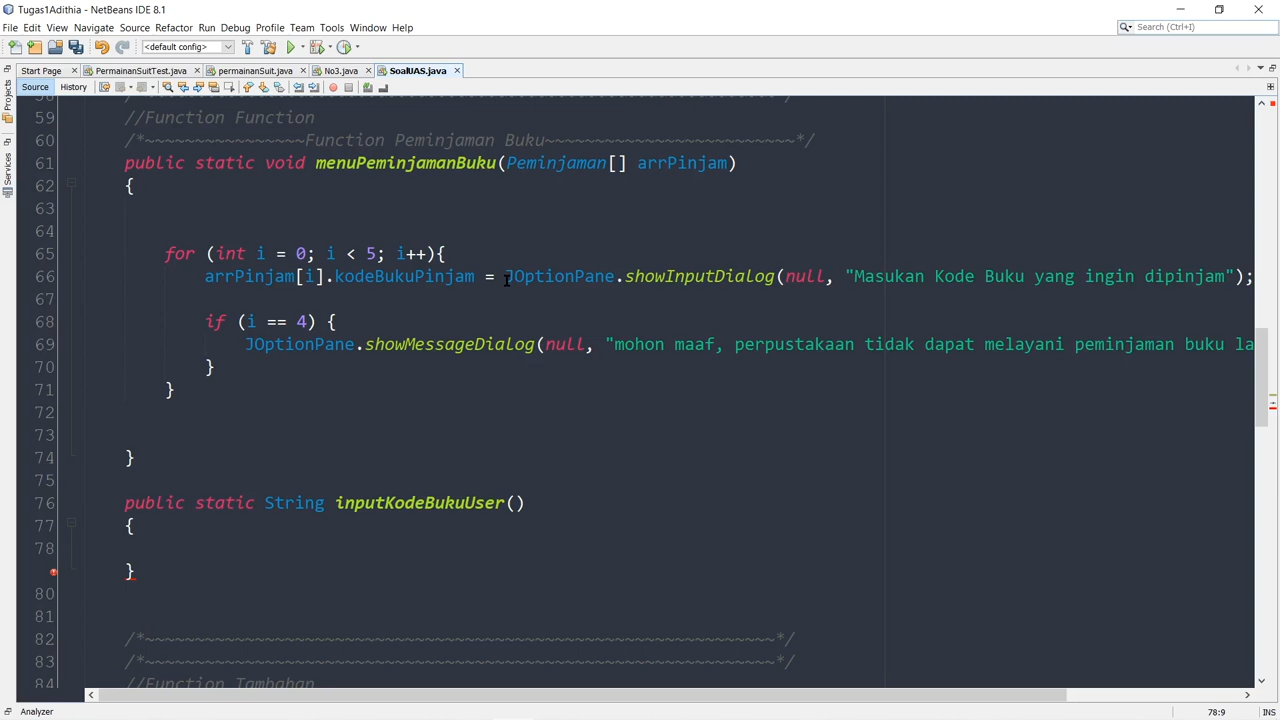 Tugas1Adithia - NetBeans IDE 8.1
File Edit View Navigate Source Refactor Run Debug Profile Team Tools Window Help
Search (Ctrl+I)
<default config>
Start Page PermainanSuitTest.java permainanSuit.java No3.java SoalUAS.java
Source History
Projects
Services
59 //Function Function
60 /*~~~~~~~~~~~~~~~~Function Peminjaman Buku~~~~~~~~~~~~~~~~~~~~~~~~~*/
61 public static void menuPeminjamanBuku(Peminjaman[] arrPinjam)
62 {
63
64
65 for (int i = 0; i < 5; i++){
66 arrPinjam[i].kodeBukuPinjam = JOptionPane.showInputDialog(null, "Masukan Kode Buku yang ingin dipinjam");
67
68 if (i == 4) {
69 JOptionPane.showMessageDialog(null, "mohon maaf, perpustakaan tidak dapat melayani peminjaman buku la
70 }
71 }
72
73
74 }
75
76 public static String inputKodeBukuUser()
77 {
78
}
80
81
82 /*~~~~~~~~~~~~~~~~~~~~~~~~~~~~~~~~~~~~~~~~~~~~~~~~~~~~~~~~~~~~~~~*/
83 /*~~~~~~~~~~~~~~~~~~~~~~~~~~~~~~~~~~~~~~~~~~~~~~~~~~~~~~~~~~~~~~~*/
84 //Function Tambahan
Analyzer 78:9 INS